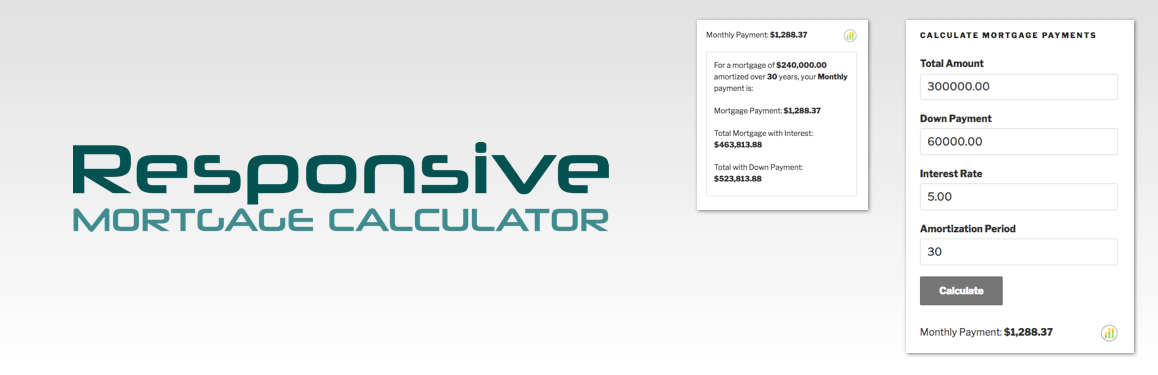 Responsive
MORTGAGE CALCULATOR
Monthly Payment: $1,288.37
For a mortgage of $240,000.00
amortized over 30 years, your Monthly
payment is:
Mortgage Payment: $1,288.37
Total Mortgage with Interest:
$463,813.88
Total with Down Payment:
$523,813.88
CALCULATE MORTGAGE PAYMENTS
Total Amount
300000.00
Down Payment
60000.00
Interest Rate
5.00
Amortization Period
30
Calculate
Monthly Payment: $1,288.37